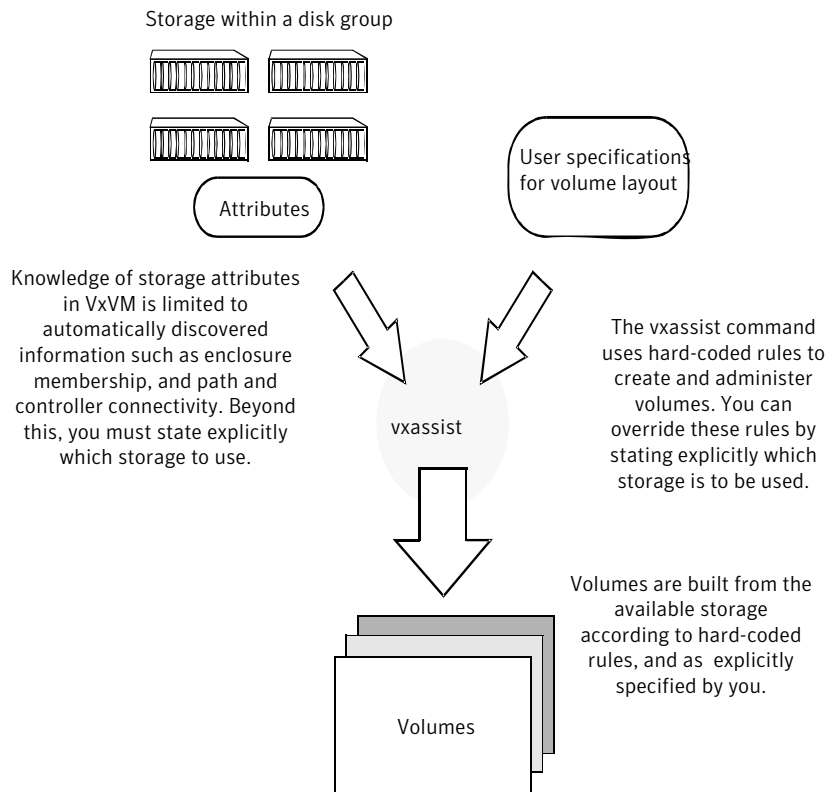 Storage within a disk group
Attributes
User specifications
for volume layout
Knowledge of storage attributes
in VxVM is limited to
automatically discovered
information such as enclosure
membership, and path and
controller connectivity. Beyond
this, you must state explicitly
which storage to use.
vxassist
The vxassist command
uses hard-coded rules to
create and administer
volumes. You can
override these rules by
stating explicitly which
storage is to be used.
Volumes are built from the
available storage
according to hard-coded
rules, and as explicitly
specified by you.
Volumes